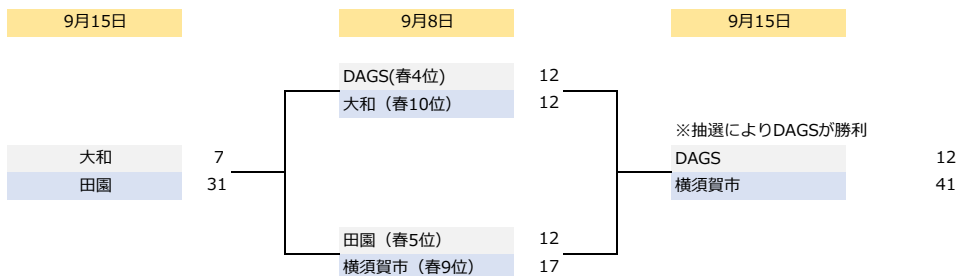 9月15日 9月8日 9月15日
DAGS(春4位) 12
大和（春10位） 12
※抽選によりDAGSが勝利
大和 7 DAGS 12
田園 31 横須賀市 41
田園（春5位） 12
横須賀市（春9位） 17